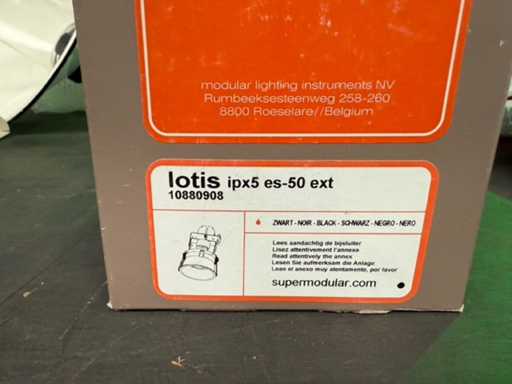 modular lighting instruments NV
Rumbeeksesteenweg 258-260
8800 Roeselare//Belgium
lotis ipx5 es-50 ext
10880908
ZWART - NOIR - BLACK - SCHWARZ - NEGRO - NERO
Lees aandachtig de bijsluiter
Lisez attentivement l'annexe
Read attentively the annex
Lesen Sie aufmerksam die Anlage
Leas el anexo muy atentamente, por favor
supermodular.com